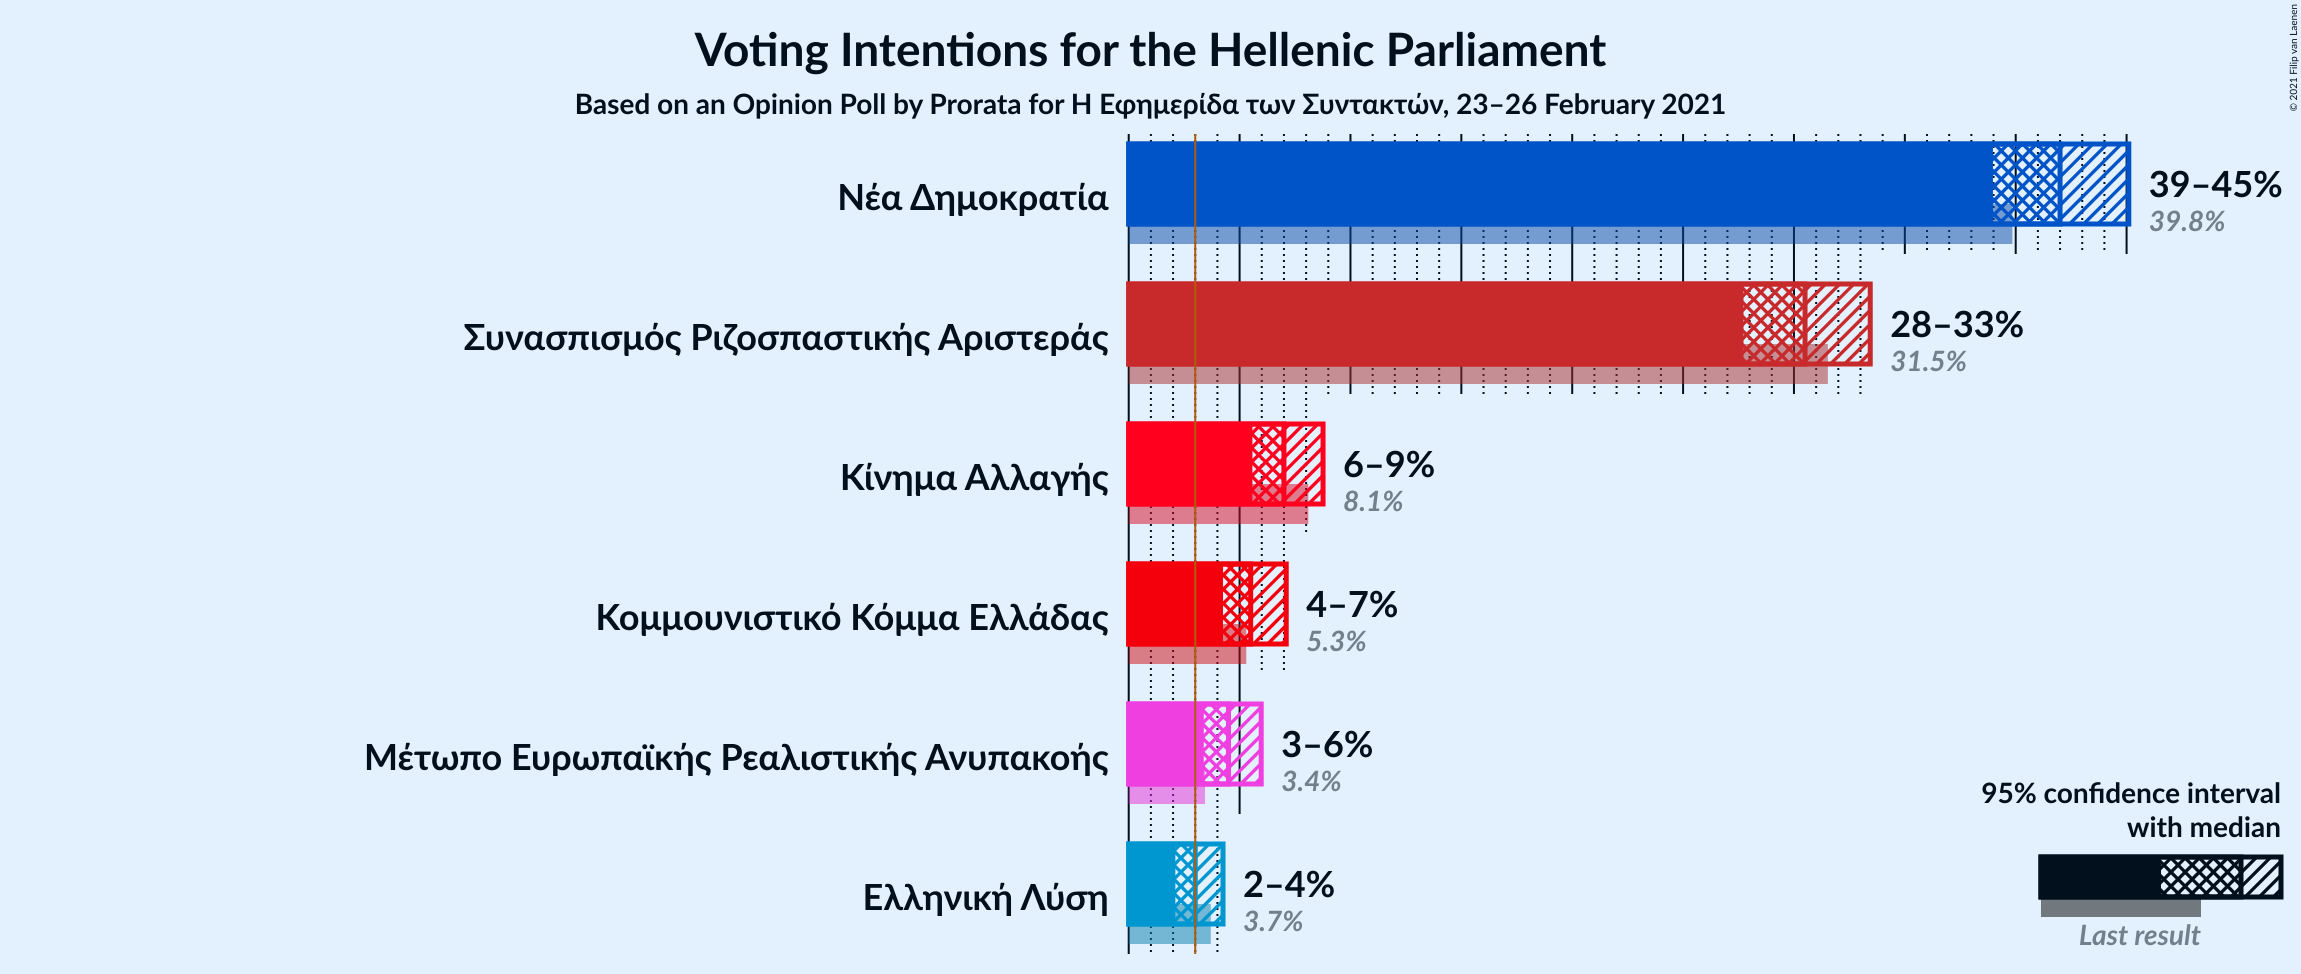 Voting Intentions for the Hellenic Parliament
Based on an Opinion Poll by Prorata for Η Εφημερίδα των Συντακτών, 23–26 February 2021
© 2021 Filip van Laenen
Νέα Δημοκρατία
39–45%
39.8%
Συνασπισμός Ριζοσπαστικής Αριστεράς
28–33%
31.5%
Κίνημα Αλλαγής
6–9%
8.1%
Κομμουνιστικό Κόμμα Ελλάδας
4–7%
5.3%
Μέτωπο Ευρωπαϊκής Ρεαλιστικής Ανυπακοής
3–6%
3.4%
Ελληνική Λύση
2–4%
3.7%
95% confidence interval
with median
Last result